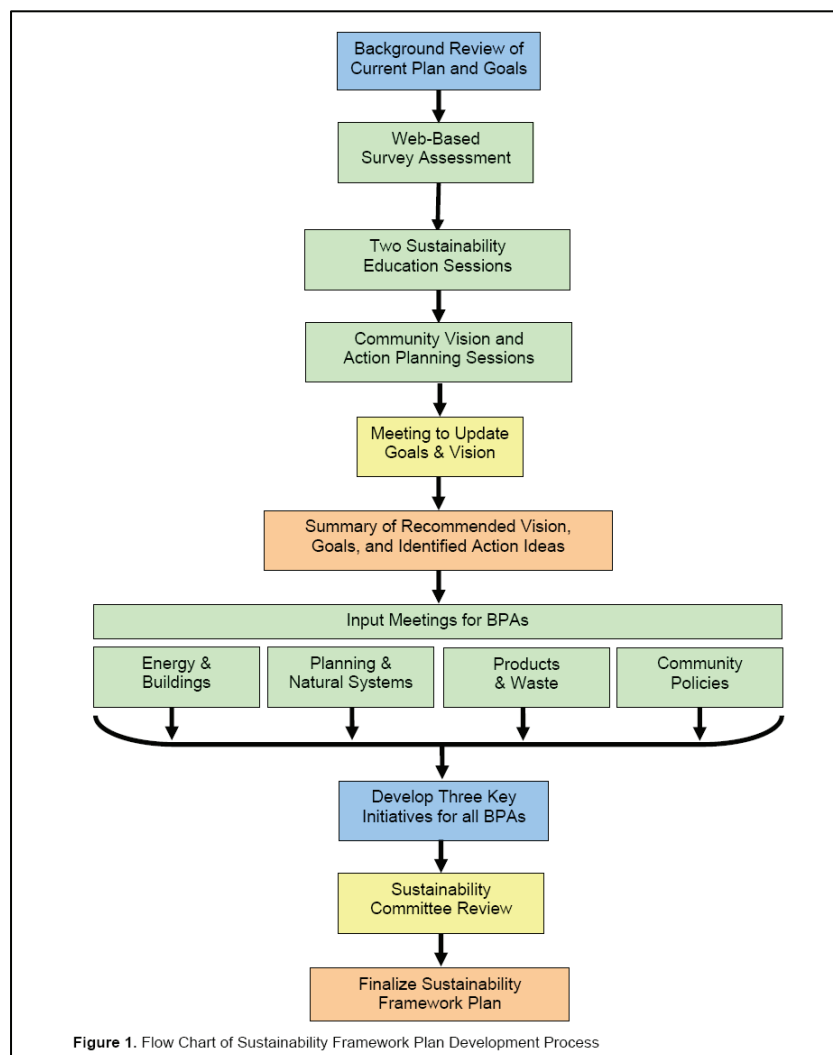 Background Review of
Current Plan and Goals
Web-Based
Survey Assessment
Two Sustainability
Education Sessions
Community Vision and
Action Planning Sessions
Meeting to Update
Goals & Vision
Summary of Recommended Vision,
Goals, and Identified Action Ideas
Input Meetings for BPAs
Energy &
Buildings
Planning &
Natural Systems
Products
& Waste
Community
Policies
Develop Three Key
Initiatives for all BPAs
Sustainability
Committee Review
Finalize Sustainability
Framework Plan
Figure 1. Flow Chart of Sustainability Framework Plan Development Process